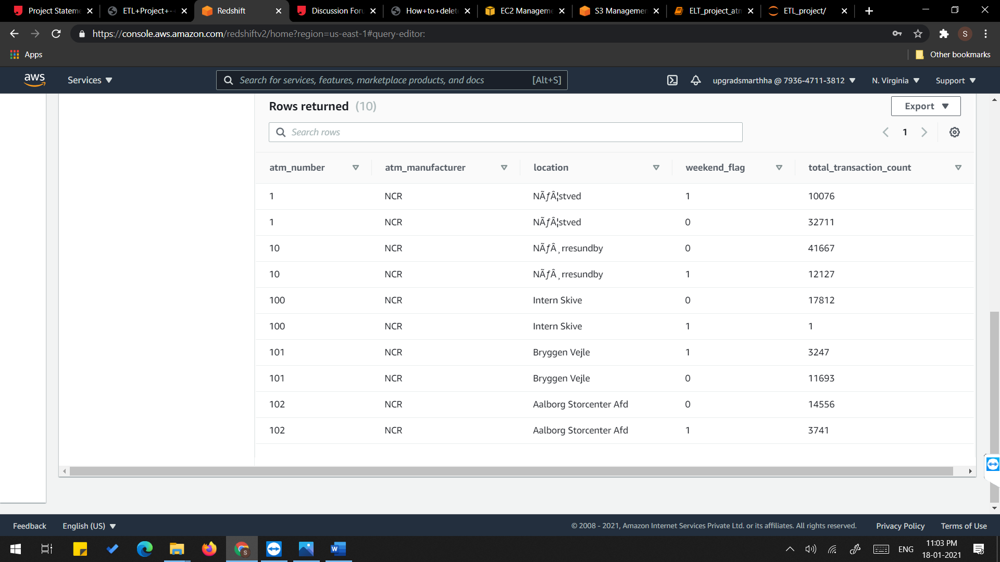 Project Stateme
ETL+Project+-+
Redshift
Discussion Foru
How+to+delet
EC2 Manageme
S3 Managemen
ELT_project_atm
ETL_project/
https://console.aws.amazon.com/redshiftv2/home?region=us-east-1#query-editor:
S
Apps
Other bookmarks
aws
Services
Search for services, features, marketplace products, and docs
[Alt+S]
upgradsmarthha @ 7936-4711-3812
N. Virginia
Support
Rows returned (10)
Export
Search rows
1
atm_number atm_manufacturer location weekend_flag total_transaction_count
1 NCR NÃƒÂ¦stved 1 10076
1 NCR NÃƒÂ¦stved 0 32711
10 NCR NÃƒÂ¸rresundby 0 41667
10 NCR NÃƒÂ¸rresundby 1 12127
100 NCR Intern Skive 0 17812
100 NCR Intern Skive 1 1
101 NCR Bryggen Vejle 1 3247
101 NCR Bryggen Vejle 0 11693
102 NCR Aalborg Storcenter Afd 0 14556
102 NCR Aalborg Storcenter Afd 1 3741
Feedback
English (US)
© 2008 - 2021, Amazon Internet Services Private Ltd. or its affiliates. All rights reserved.
Privacy Policy
Terms of Use
ENG
11:03 PM
18-01-2021